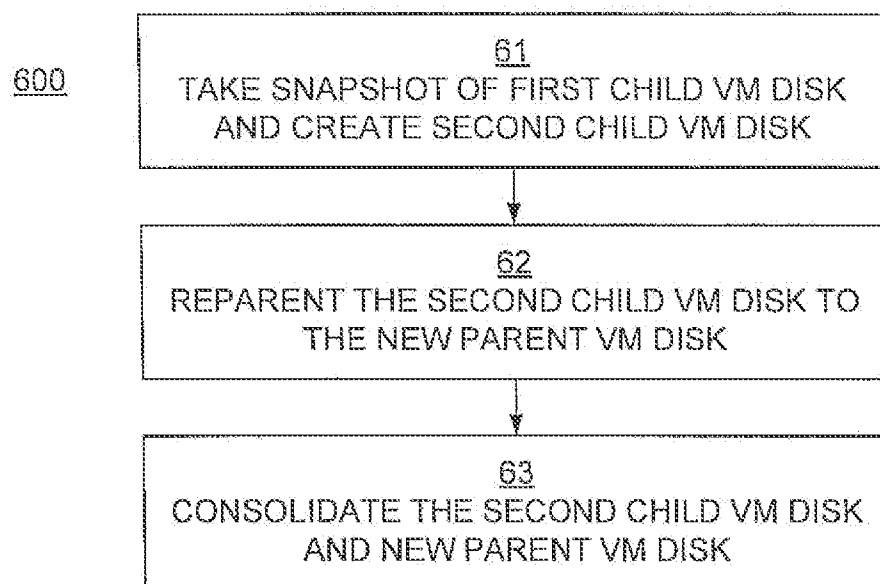 600
61
TAKE SNAPSHOT OF FIRST CHILD VM DISK
AND CREATE SECOND CHILD VM DISK
62
REPARENT THE SECOND CHILD VM DISK TO
THE NEW PARENT VM DISK
63
CONSOLIDATE THE SECOND CHILD VM DISK
AND NEW PARENT VM DISK